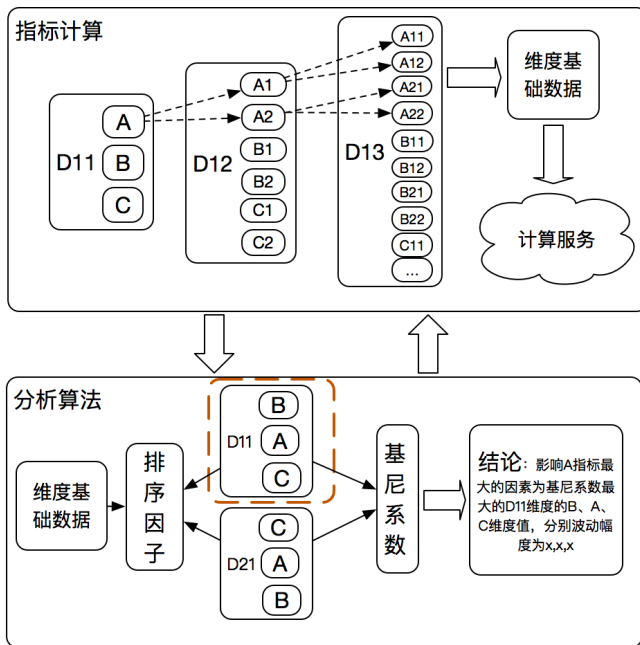 指标计算
D11
A
B
C
D12
A1
A2
B1
B2
C1
C2
D13
A11
A12
A21
A22
B11
B12
B21
B22
C11
...
维度基
础数据
计算服务
分析算法
维度基
础数据
排
序
因
子
D11
B
A
C
D21
C
A
B
基
尼
系
数
结论：影响A指标最
大的因素为基尼系数最
大的D11维度的B、A、
C维度值，分别波动幅
度为x,x,x